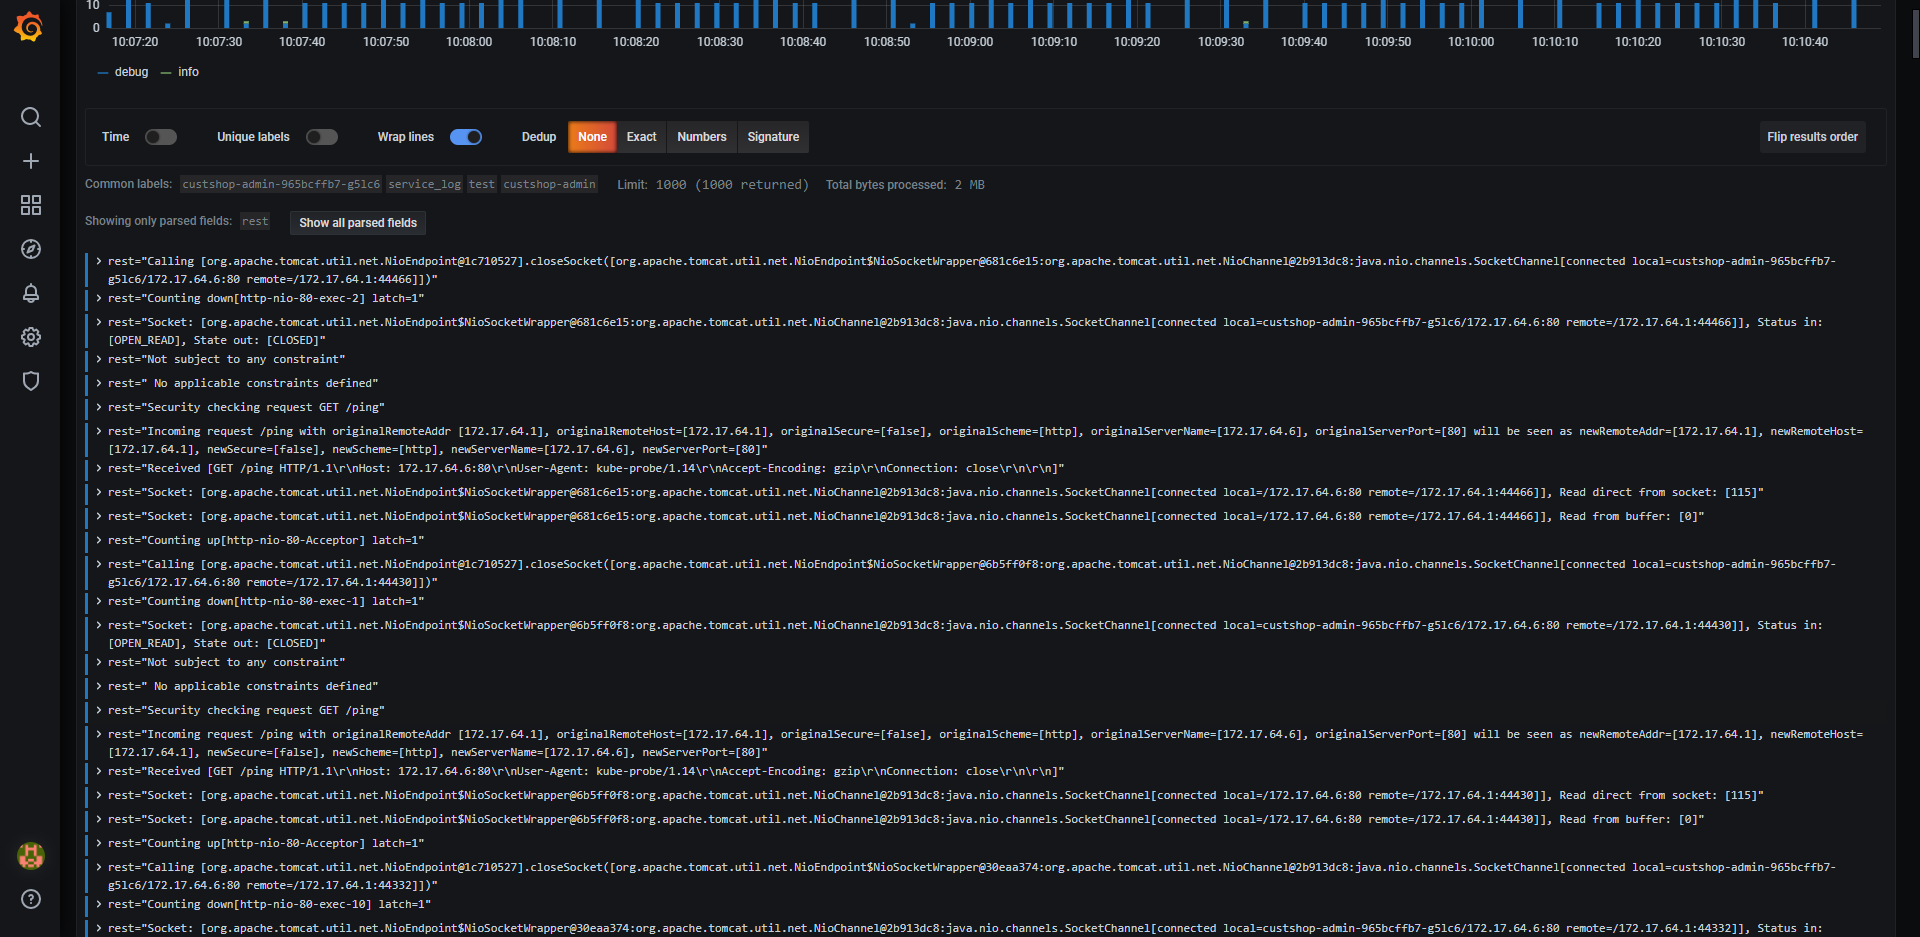 10
0
10:07:20 10:07:30 10:07:40 10:07:50 10:08:00 10:08:10 10:08:20 10:08:30 10:08:40 10:08:50 10:09:00 10:09:10 10:09:20 10:09:30 10:09:40 10:09:50 10:10:00 10:10:10 10:10:20 10:10:30 10:10:40
debug info
Time Unique labels Wrap lines Dedup None Exact Numbers Signature Flip results order
Common labels: custshop-admin-965bcffb7-g5lc6 service_log test custshop-admin Limit: 1000 (1000 returned) Total bytes processed: 2 MB
Showing only parsed fields: rest Show all parsed fields
rest="Calling [org.apache.tomcat.util.net.NioEndpoint@1c710527].closeSocket([org.apache.tomcat.util.net.NioEndpoint$NioSocketWrapper@681c6e15:org.apache.tomcat.util.net.NioChannel@2b913dc8:java.nio.channels.SocketChannel[connected local=custshop-admin-965bcffb7-
g5lc6/172.17.64.6:80 remote=/172.17.64.1:44466]])"
rest="Counting down[http-nio-80-exec-2] latch=1"
rest="Socket: [org.apache.tomcat.util.net.NioEndpoint$NioSocketWrapper@681c6e15:org.apache.tomcat.util.net.NioChannel@2b913dc8:java.nio.channels.SocketChannel[connected local=custshop-admin-965bcffb7-g5lc6/172.17.64.6:80 remote=/172.17.64.1:44466]], Status in:
[OPEN_READ], State out: [CLOSED]"
rest="Not subject to any constraint"
rest=" No applicable constraints defined"
rest="Security checking request GET /ping"
rest="Incoming request /ping with originalRemoteAddr [172.17.64.1], originalRemoteHost=[172.17.64.1], originalSecure=[false], originalScheme=[http], originalServerName=[172.17.64.6], originalServerPort=[80] will be seen as newRemoteAddr=[172.17.64.1], newRemoteHost=
[172.17.64.1], newSecure=[false], newScheme=[http], newServerName=[172.17.64.6], newServerPort=[80]"
rest="Received [GET /ping HTTP/1.1\r\nHost: 172.17.64.6:80\r\nUser-Agent: kube-probe/1.14\r\nAccept-Encoding: gzip\r\nConnection: close\r\n\r\n]"
rest="Socket: [org.apache.tomcat.util.net.NioEndpoint$NioSocketWrapper@681c6e15:org.apache.tomcat.util.net.NioChannel@2b913dc8:java.nio.channels.SocketChannel[connected local=/172.17.64.6:80 remote=/172.17.64.1:44466]], Read direct from socket: [115]"
rest="Socket: [org.apache.tomcat.util.net.NioEndpoint$NioSocketWrapper@681c6e15:org.apache.tomcat.util.net.NioChannel@2b913dc8:java.nio.channels.SocketChannel[connected local=/172.17.64.6:80 remote=/172.17.64.1:44466]], Read from buffer: [0]"
rest="Counting up[http-nio-80-Acceptor] latch=1"
rest="Calling [org.apache.tomcat.util.net.NioEndpoint@1c710527].closeSocket([org.apache.tomcat.util.net.NioEndpoint$NioSocketWrapper@6b5ff0f8:org.apache.tomcat.util.net.NioChannel@2b913dc8:java.nio.channels.SocketChannel[connected local=custshop-admin-965bcffb7-
g5lc6/172.17.64.6:80 remote=/172.17.64.1:44430]])"
rest="Counting down[http-nio-80-exec-1] latch=1"
rest="Socket: [org.apache.tomcat.util.net.NioEndpoint$NioSocketWrapper@6b5ff0f8:org.apache.tomcat.util.net.NioChannel@2b913dc8:java.nio.channels.SocketChannel[connected local=custshop-admin-965bcffb7-g5lc6/172.17.64.6:80 remote=/172.17.64.1:44430]], Status in:
[OPEN_READ], State out: [CLOSED]"
rest="Not subject to any constraint"
rest=" No applicable constraints defined"
rest="Security checking request GET /ping"
rest="Incoming request /ping with originalRemoteAddr [172.17.64.1], originalRemoteHost=[172.17.64.1], originalSecure=[false], originalScheme=[http], originalServerName=[172.17.64.6], originalServerPort=[80] will be seen as newRemoteAddr=[172.17.64.1], newRemoteHost=
[172.17.64.1], newSecure=[false], newScheme=[http], newServerName=[172.17.64.6], newServerPort=[80]"
rest="Received [GET /ping HTTP/1.1\r\nHost: 172.17.64.6:80\r\nUser-Agent: kube-probe/1.14\r\nAccept-Encoding: gzip\r\nConnection: close\r\n\r\n]"
rest="Socket: [org.apache.tomcat.util.net.NioEndpoint$NioSocketWrapper@6b5ff0f8:org.apache.tomcat.util.net.NioChannel@2b913dc8:java.nio.channels.SocketChannel[connected local=/172.17.64.6:80 remote=/172.17.64.1:44430]], Read direct from socket: [115]"
rest="Socket: [org.apache.tomcat.util.net.NioEndpoint$NioSocketWrapper@6b5ff0f8:org.apache.tomcat.util.net.NioChannel@2b913dc8:java.nio.channels.SocketChannel[connected local=/172.17.64.6:80 remote=/172.17.64.1:44430]], Read from buffer: [0]"
rest="Counting up[http-nio-80-Acceptor] latch=1"
rest="Calling [org.apache.tomcat.util.net.NioEndpoint@1c710527].closeSocket([org.apache.tomcat.util.net.NioEndpoint$NioSocketWrapper@30eaa374:org.apache.tomcat.util.net.NioChannel@2b913dc8:java.nio.channels.SocketChannel[connected local=custshop-admin-965bcffb7-
g5lc6/172.17.64.6:80 remote=/172.17.64.1:44332]])"
rest="Counting down[http-nio-80-exec-10] latch=1"
rest="Socket: [org.apache.tomcat.util.net.NioEndpoint$NioSocketWrapper@30eaa374:org.apache.tomcat.util.net.NioChannel@2b913dc8:java.nio.channels.SocketChannel[connected local=custshop-admin-965bcffb7-g5lc6/172.17.64.6:80 remote=/172.17.64.1:44332]], Status in: